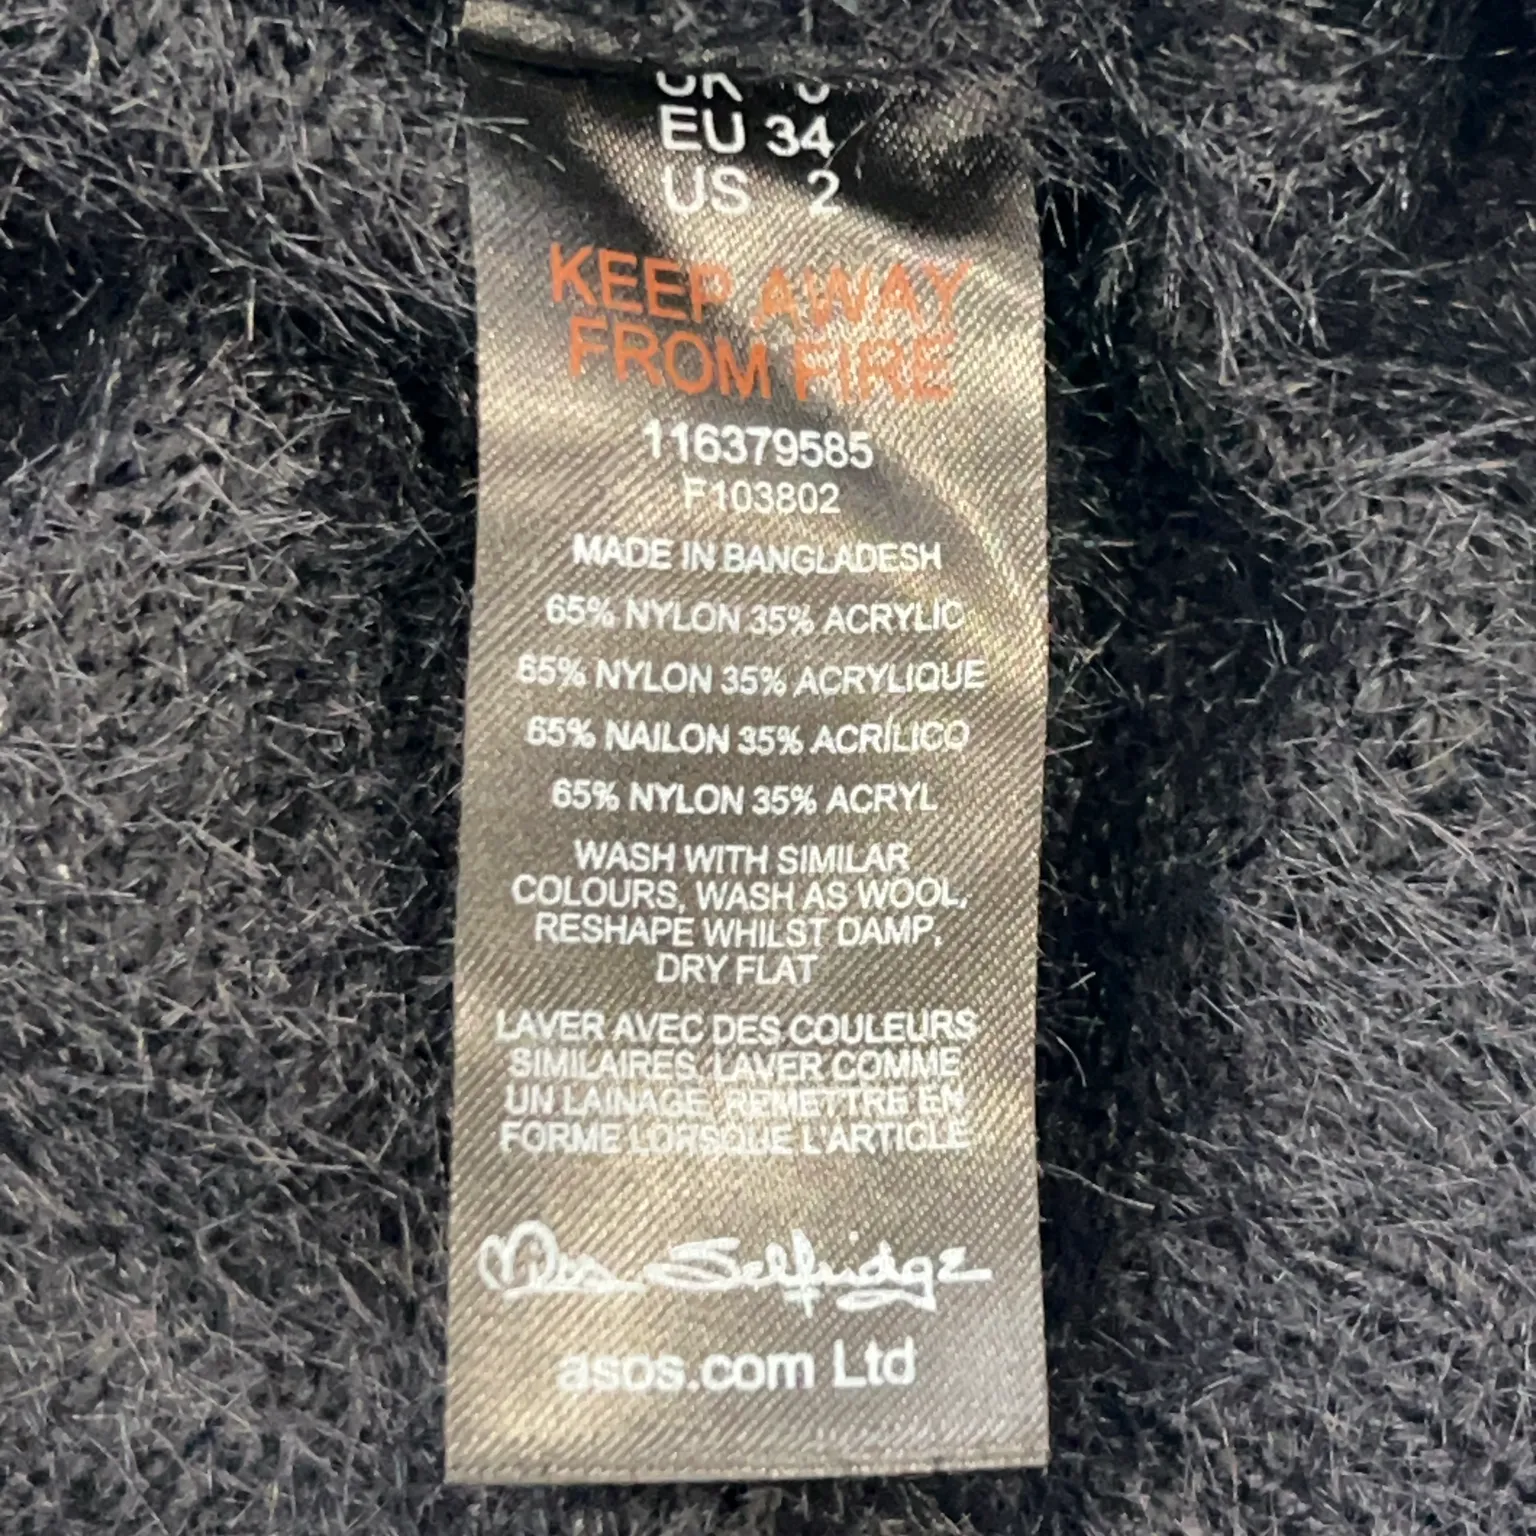 UK
EU 34
US 2
KEEP AWAY
FROM FIRE
116379585
F103802
MADE IN BANGLADESH
65% NYLON 35% ACRYLIC
65% NYLON 35% ACRYLIQUE
65% NAILON 35% ACRÍLICO
65% NYLON 35% ACRYL
WASH WITH SIMILAR
COLOURS, WASH AS WOOL,
RESHAPE WHILST DAMP,
DRY FLAT
LAVER AVEC DES COULEURS
SIMILAIRES, LAVER COMME
UN LAINAGE, REMETTRE EN
FORME LORSQUE L'ARTICLE
Miss Selfridge
asos.com Ltd